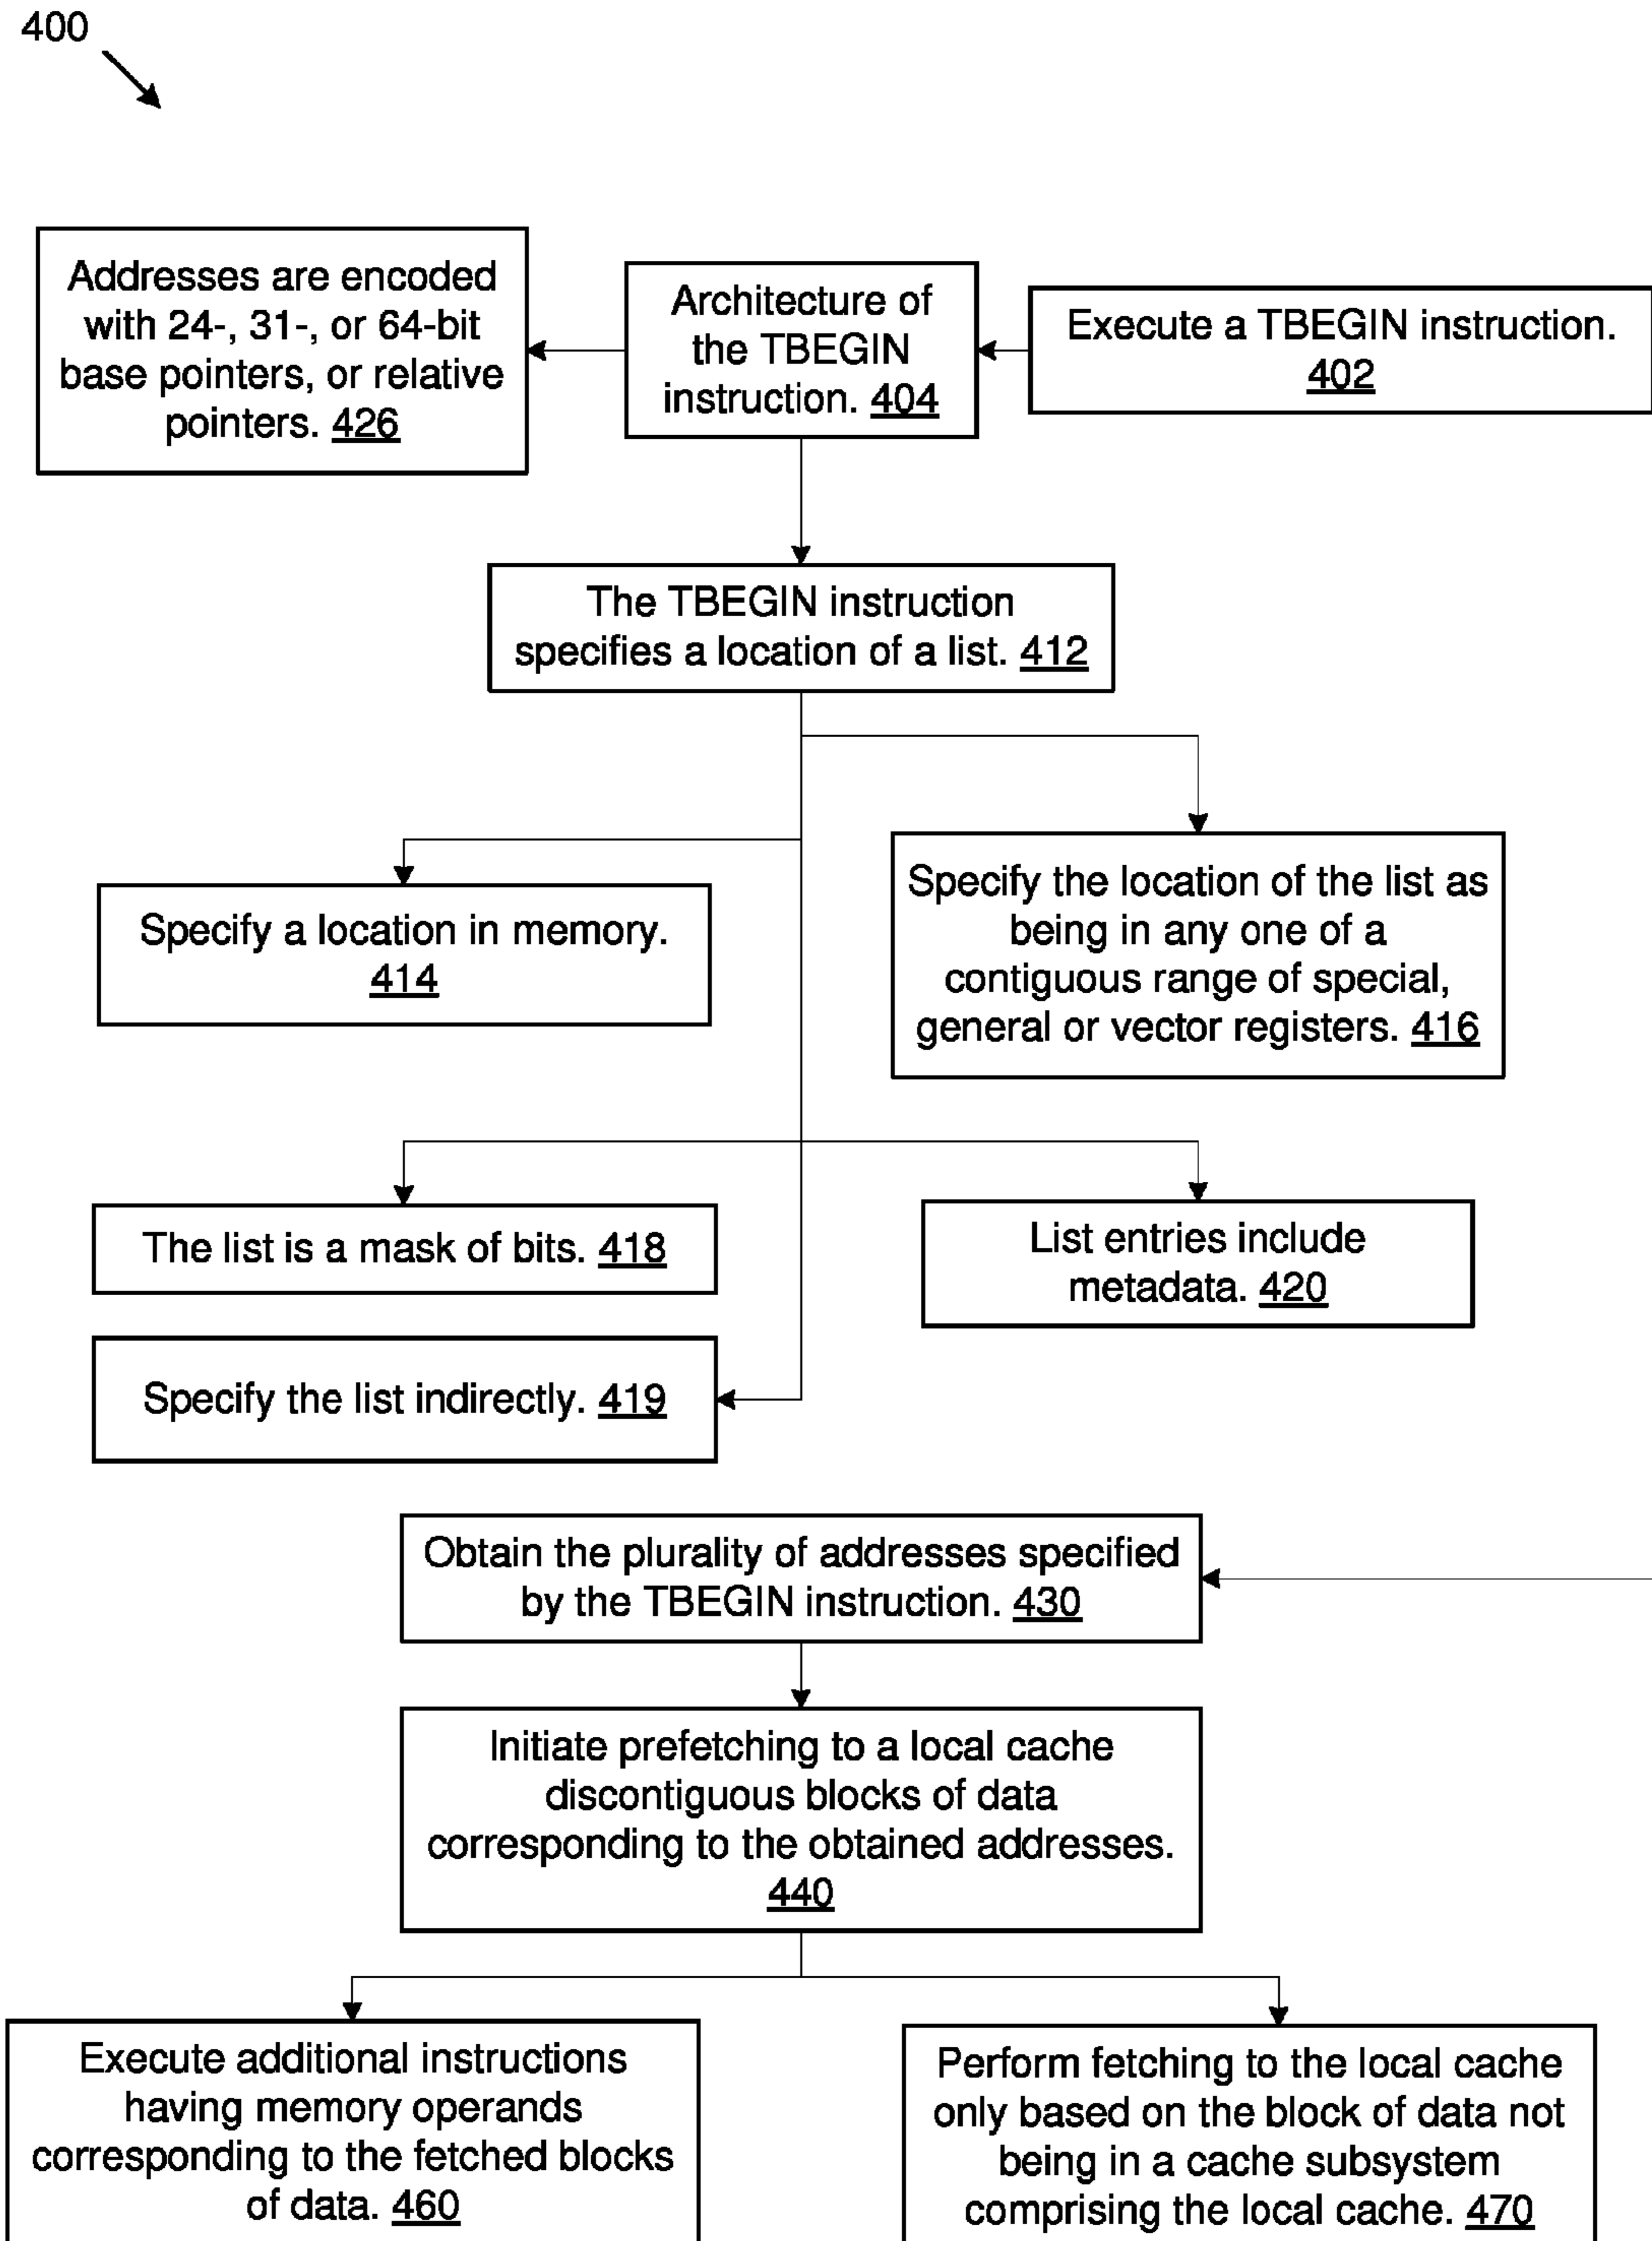 400
Addresses are encoded
with 24-, 31-, or 64-bit
base pointers, or relative
pointers. 426
Architecture of
the TBEGIN
instruction. 404
Execute a TBEGIN instruction.
402
The TBEGIN instruction
specifies a location of a list. 412
Specify a location in memory.
414
Specify the location of the list as
being in any one of a
contiguous range of special,
general or vector registers. 416
The list is a mask of bits. 418
List entries include
metadata. 420
Specify the list indirectly. 419
Obtain the plurality of addresses specified
by the TBEGIN instruction. 430
Initiate prefetching to a local cache
discontiguous blocks of data
corresponding to the obtained addresses.
440
Execute additional instructions
having memory operands
corresponding to the fetched blocks
of data. 460
Perform fetching to the local cache
only based on the block of data not
being in a cache subsystem
comprising the local cache. 470